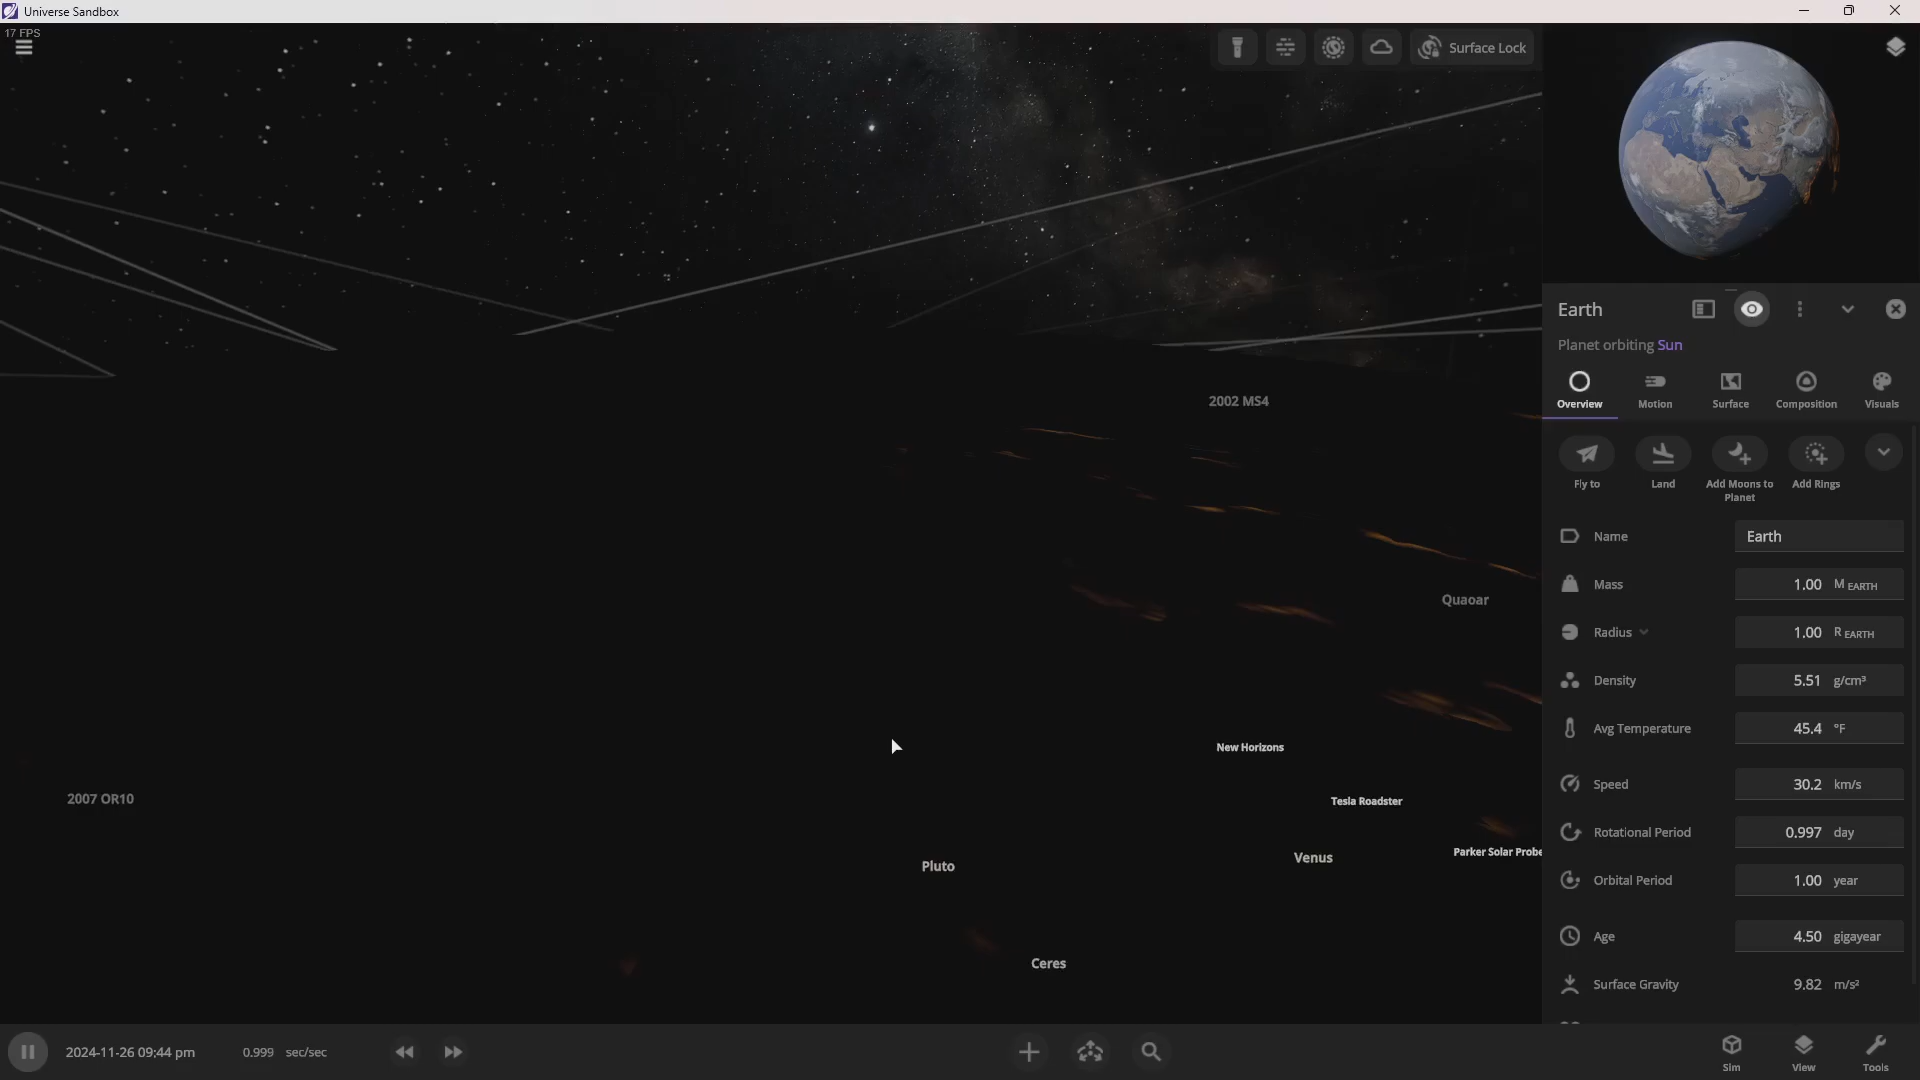 Universe Sandbox
17 FPS
Surface Lock
Earth
Planet orbiting Sun
Overview
Motion
Surface
Composition
Visuals
Fly to
Land
Add Moons to
Planet
Add Rings
Name
Earth
Mass
1.00 M EARTH
Radius
1.00 R EARTH
Density
5.51 g/cm³
Avg Temperature
45.4 °F
Speed
30.2 km/s
Rotational Period
0.997 day
Orbital Period
1.00 year
Age
4.50 gigayear
Surface Gravity
9.82 m/s²
2002 MS4
Quaoar
New Horizons
2007 OR10
Tesla Roadster
Parker Solar Probe
Venus
Pluto
Ceres
2024-11-26 09:44 pm
0.999 sec/sec
Sim
View
Tools